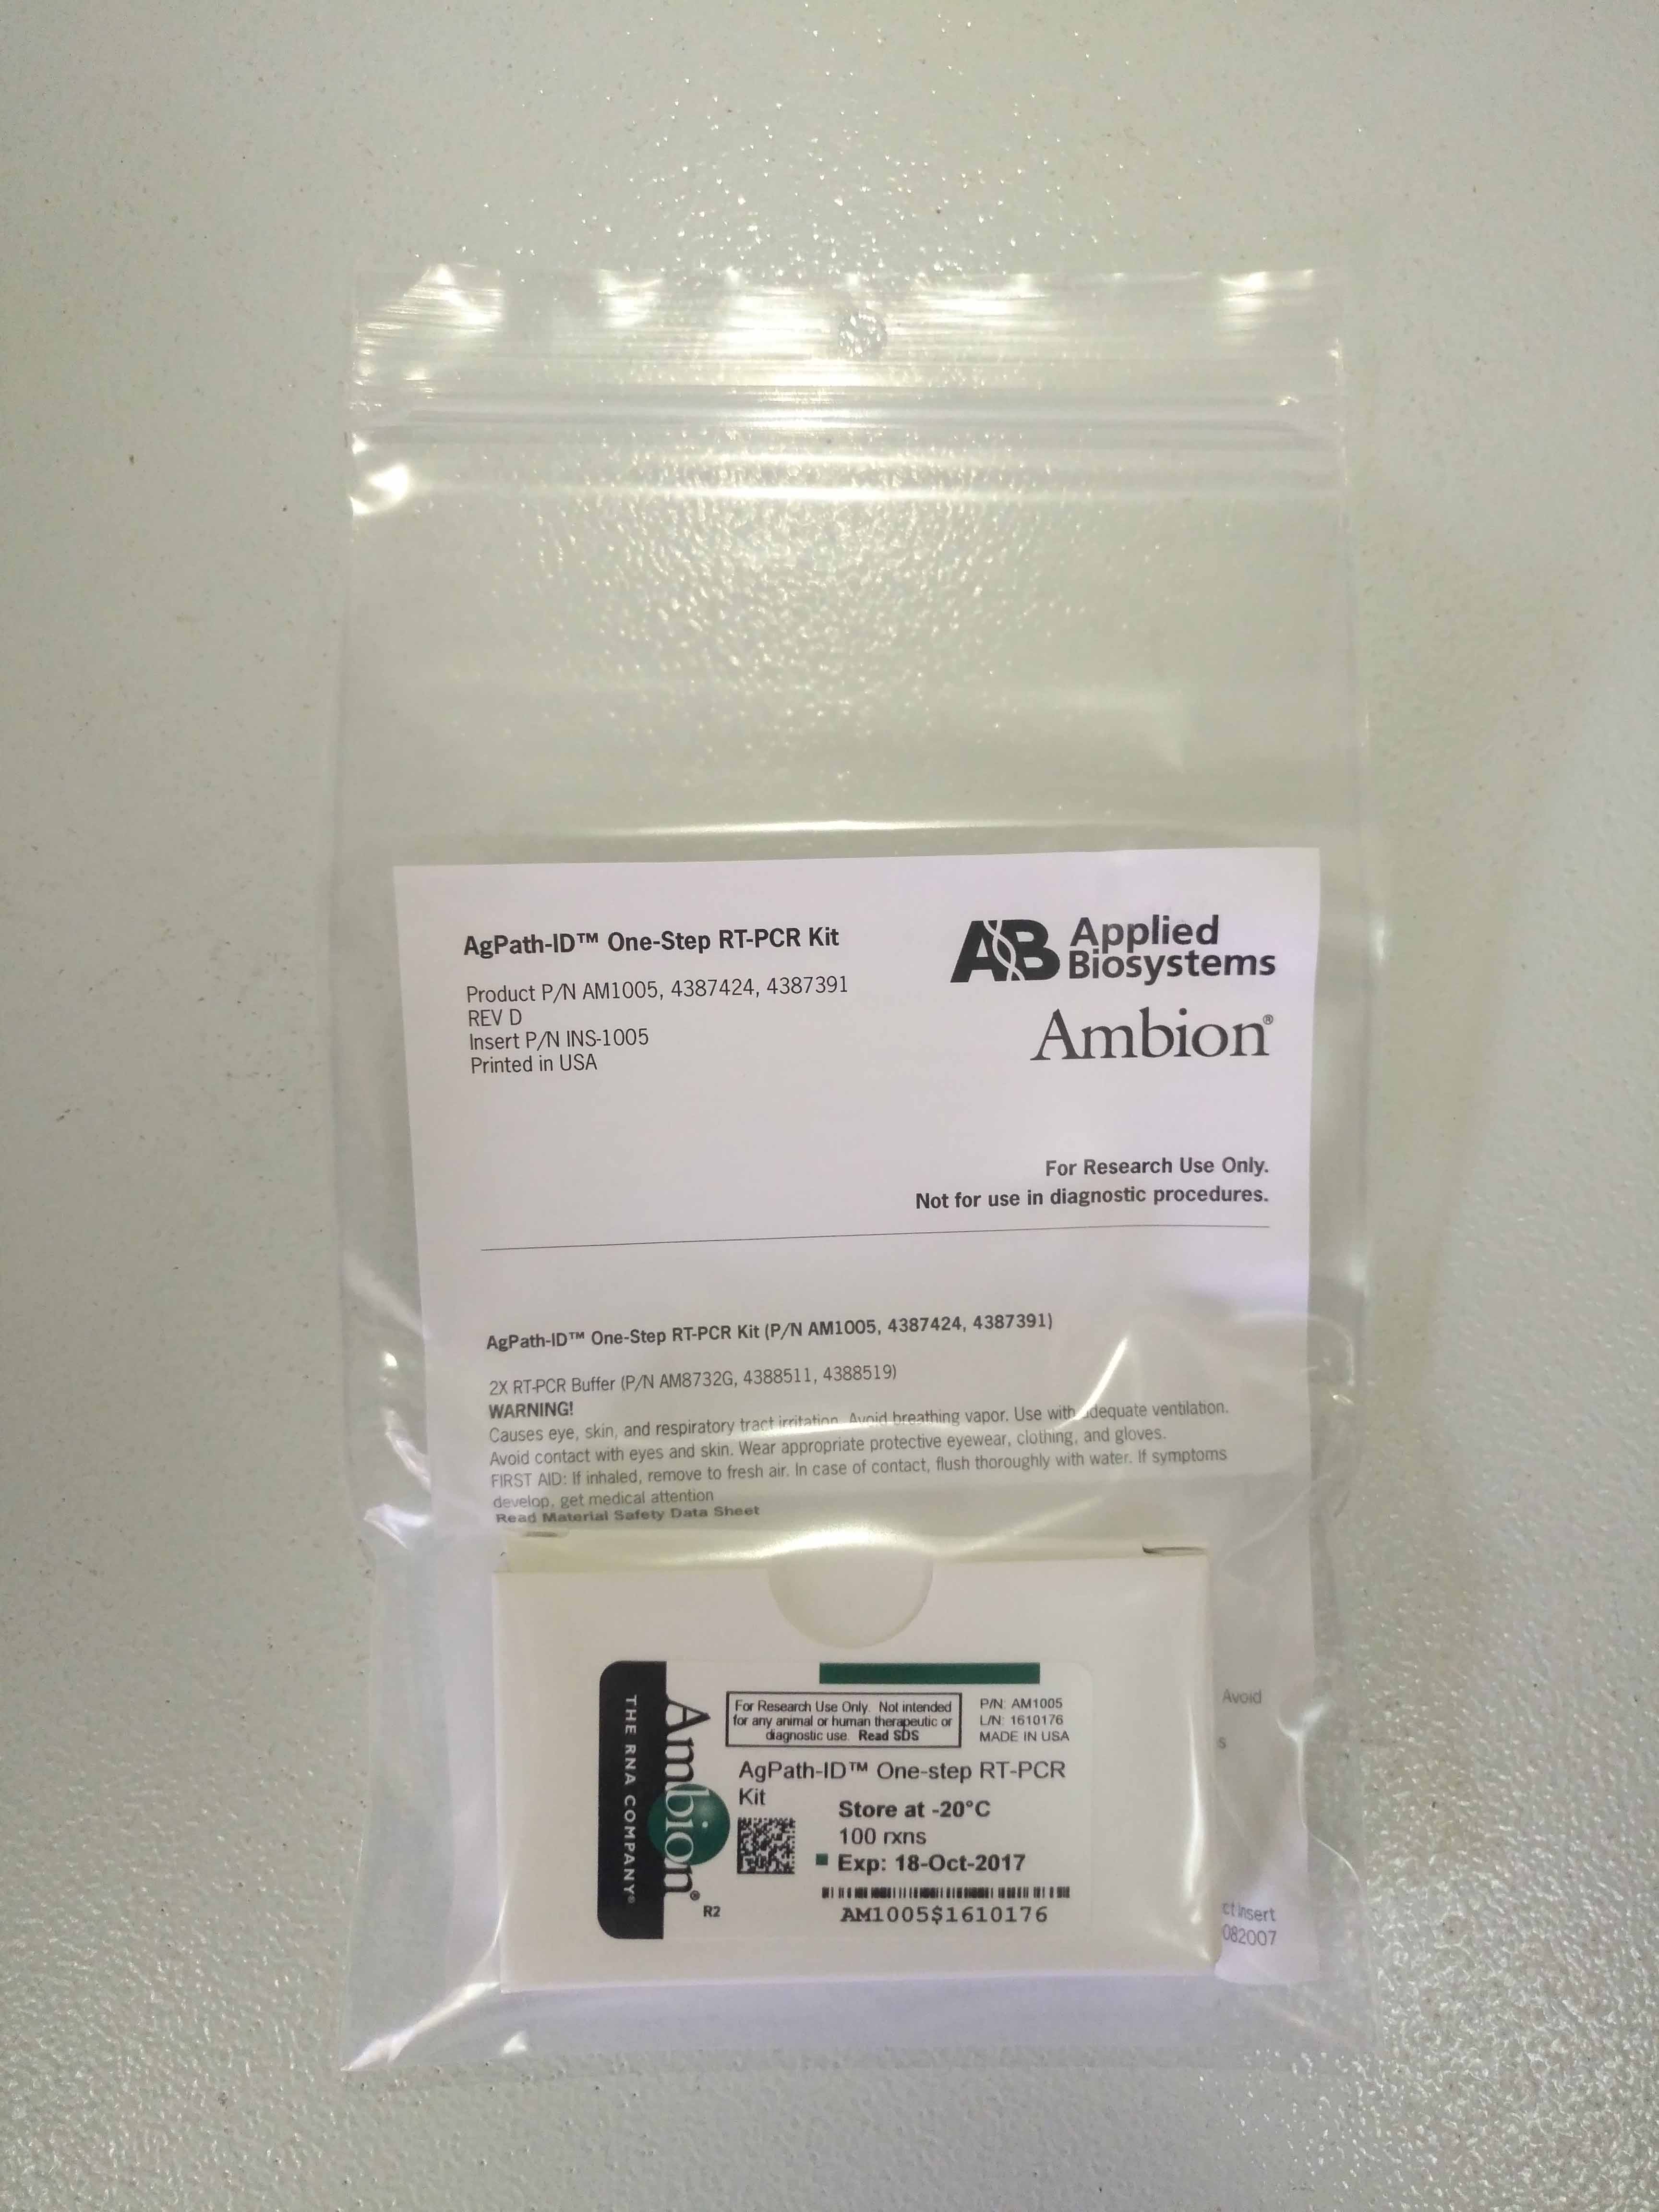 AgPath-ID™ One-Step RT-PCR Kit
Product P/N AM1005, 4387424, 4387391
REV D
Insert P/N INS-1005
Printed in USA
AB Applied
Biosystems
Ambion®
For Research Use Only.
Not for use in diagnostic procedures.
AgPath-ID™ One-Step RT-PCR Kit (P/N AM1005, 4387424, 4387391)
2X RT-PCR Buffer (P/N AM8732G, 4388511, 4388519)
WARNING!
Causes eye, skin, and respiratory tract irritation. Avoid breathing vapor. Use with adequate ventilation.
Avoid contact with eyes and skin. Wear appropriate protective eyewear, clothing, and gloves.
FIRST AID: If inhaled, remove to fresh air. In case of contact, flush thoroughly with water. If symptoms
develop, get medical attention
Read Material Safety Data Sheet
Avoid
s
ct Insert
082007
THE RNA COMPANY®
Ambion®
R2
For Research Use Only. Not intended
for any animal or human therapeutic or
diagnostic use. Read SDS
P/N: AM1005
L/N: 1610176
MADE IN USA
AgPath-ID™ One-step RT-PCR
Kit
Store at -20°C
100 rxns
Exp: 18-Oct-2017
AM1005$1610176